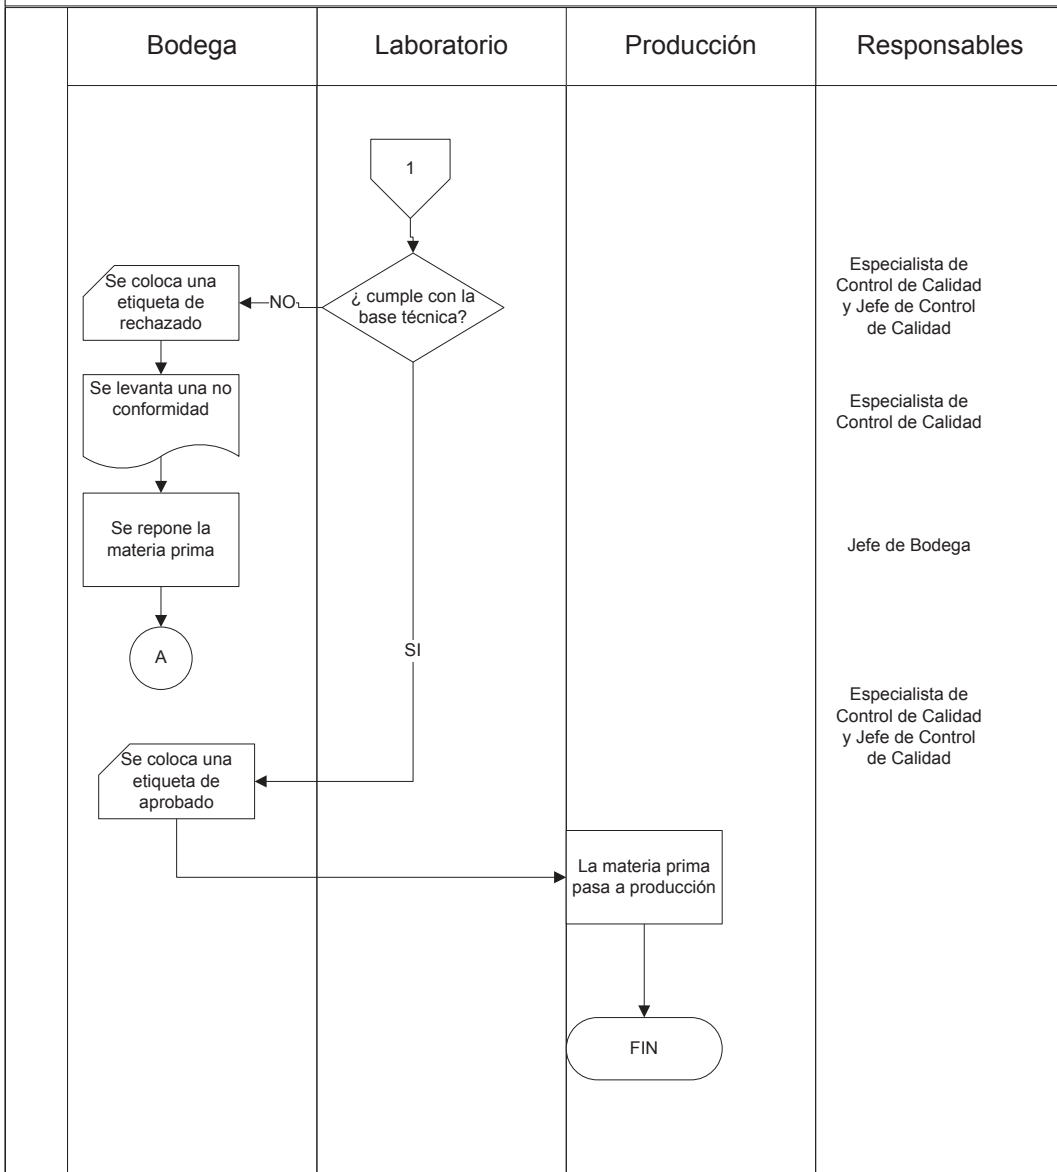 Bodega
Laboratorio
Producción
Responsables
1
¿ cumple con la
base técnica?
NO
Se coloca una
etiqueta de
rechazado
Especialista de
Control de Calidad
y Jefe de Control
de Calidad
Se levanta una no
conformidad
Especialista de
Control de Calidad
Se repone la
materia prima
Jefe de Bodega
A
SI
Se coloca una
etiqueta de
aprobado
Especialista de
Control de Calidad
y Jefe de Control
de Calidad
La materia prima
pasa a producción
FIN